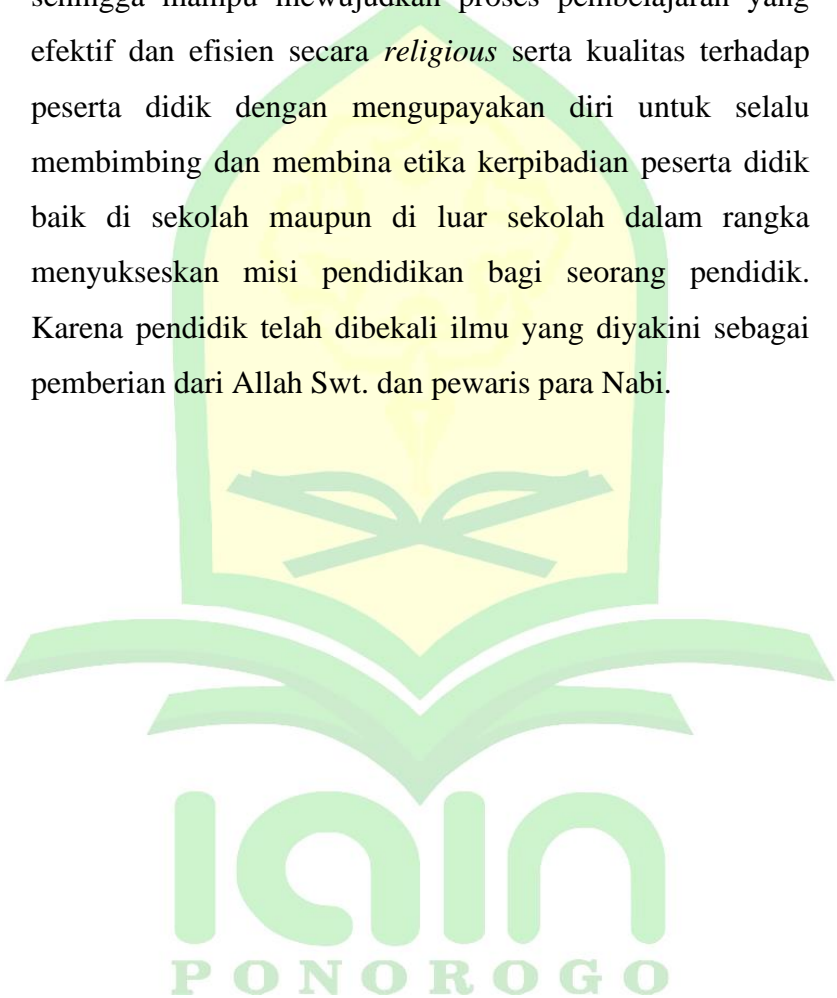 sehingga mampu mewujudkan proses pembelajaran yang
efektif dan efisien secara religious serta kualitas terhadap
peserta didik dengan mengupayakan diri untuk selalu
membimbing dan membina etika kerpibadian peserta didik
baik di sekolah maupun di luar sekolah dalam rangka
menyukseskan misi pendidikan bagi seorang pendidik.
Karena pendidik telah dibekali ilmu yang diyakini sebagai
pemberian dari Allah Swt. dan pewaris para Nabi.
IAIN
PONOROGO